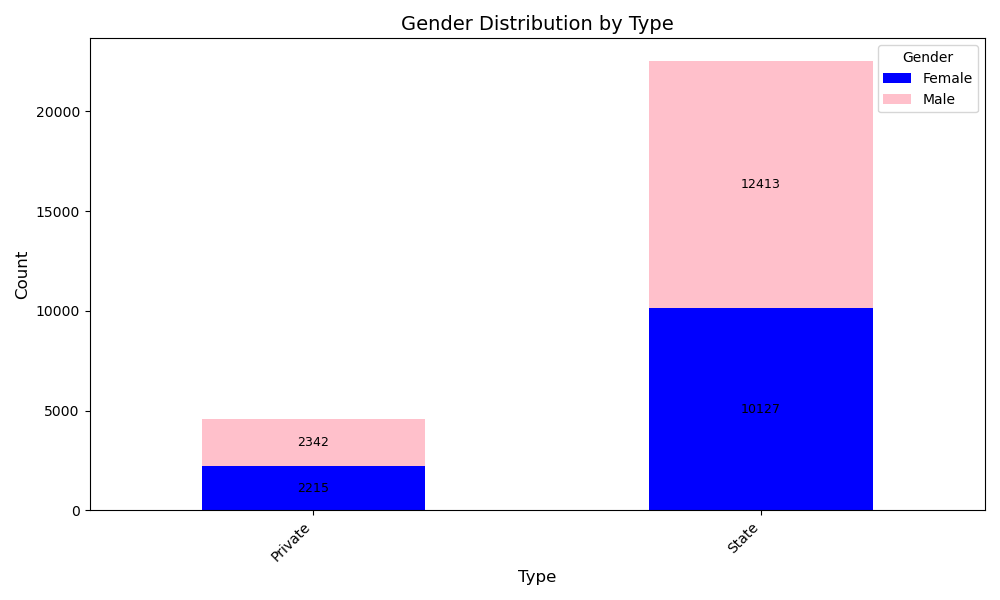 Gender Distribution by Type
Gender
Female
Male
20000
15000
10000
5000
0
Count
12413
10127
2342
2215
Private
State
Type